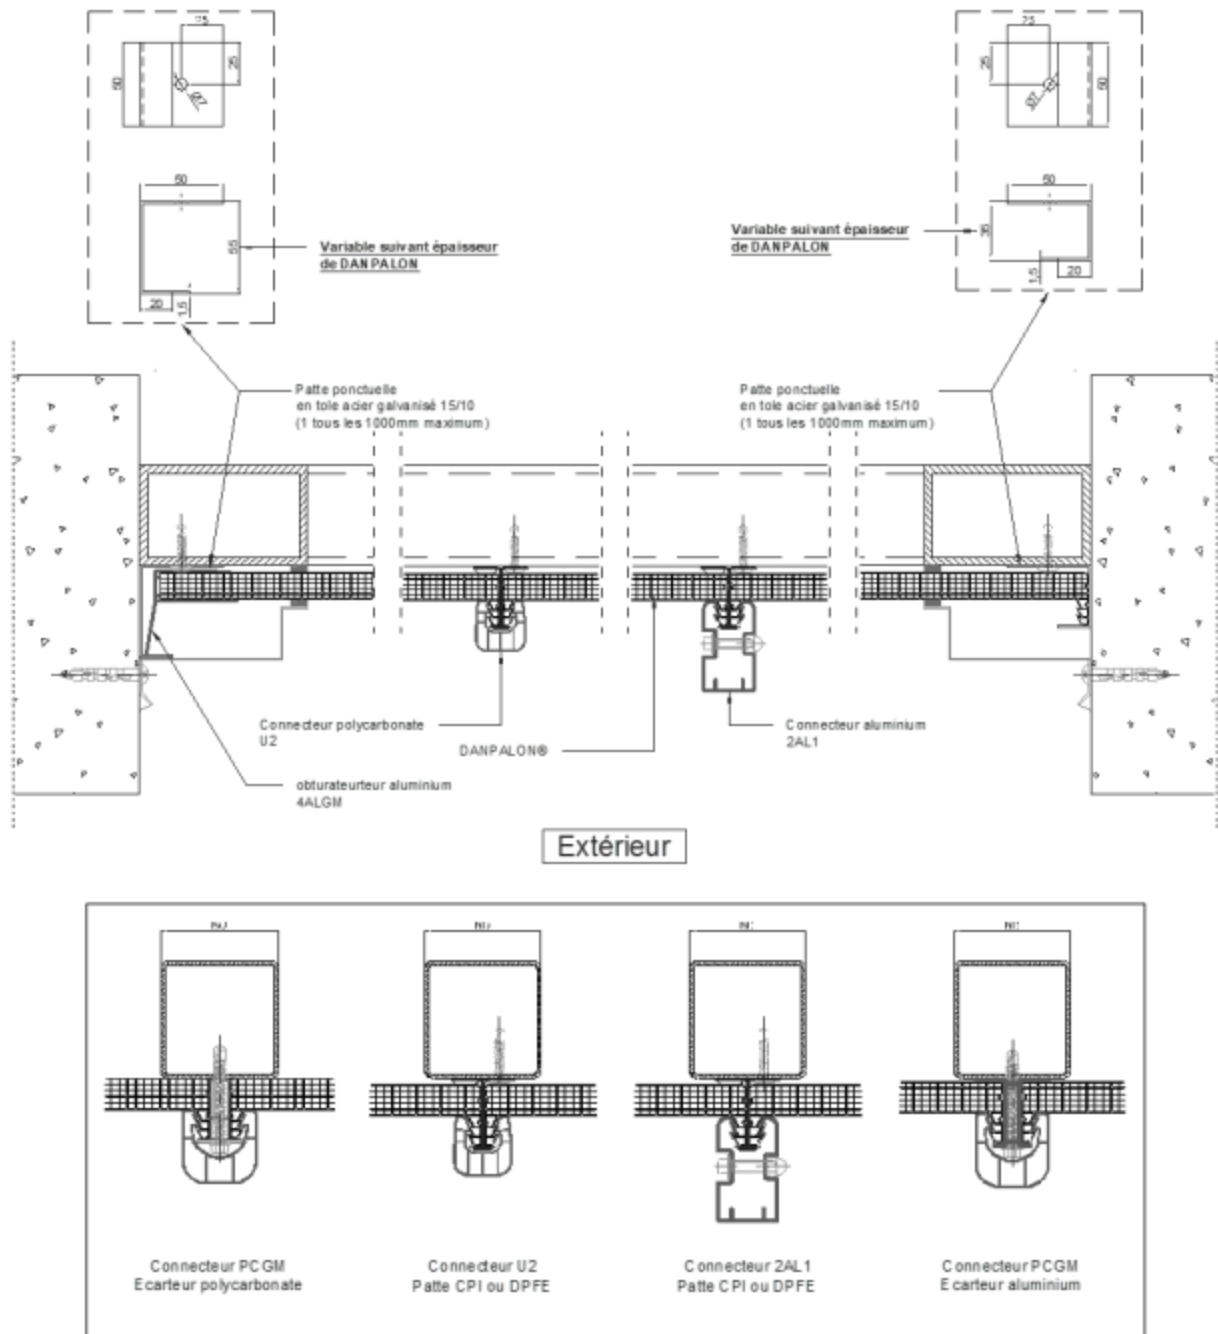 25
50
Ø7
25
50
Ø7
50
55
20
1,5
Variable suivant épaisseur
de DANPALON
Variable suivant épaisseur
de DANPALON
50
35
1,5
20
Patte ponctuelle
en tole acier galvanisé 15/10
(1 tous les 1000mm maximum)
Patte ponctuelle
en tole acier galvanisé 15/10
(1 tous les 1000mm maximum)
Connecteur polycarbonate
U2
DANPALON®
Connecteur aluminium
2AL1
obturateurteur aluminium
4ALGM
Extérieur
Connecteur PCGM
Ecarteur polycarbonate
Connecteur U2
Patte CPI ou DPFE
Connecteur 2AL1
Patte CPI ou DPFE
Connecteur PCGM
Ecarteur aluminium